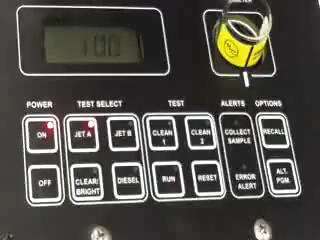 100
POWER TEST SELECT TEST ALERTS OPTIONS
ON JET A JET B CLEAN 1 CLEAN 2 COLLECT SAMPLE RECALL
OFF CLEAR/BRIGHT DIESEL RUN RESET ERROR ALERT ALT. PGM.